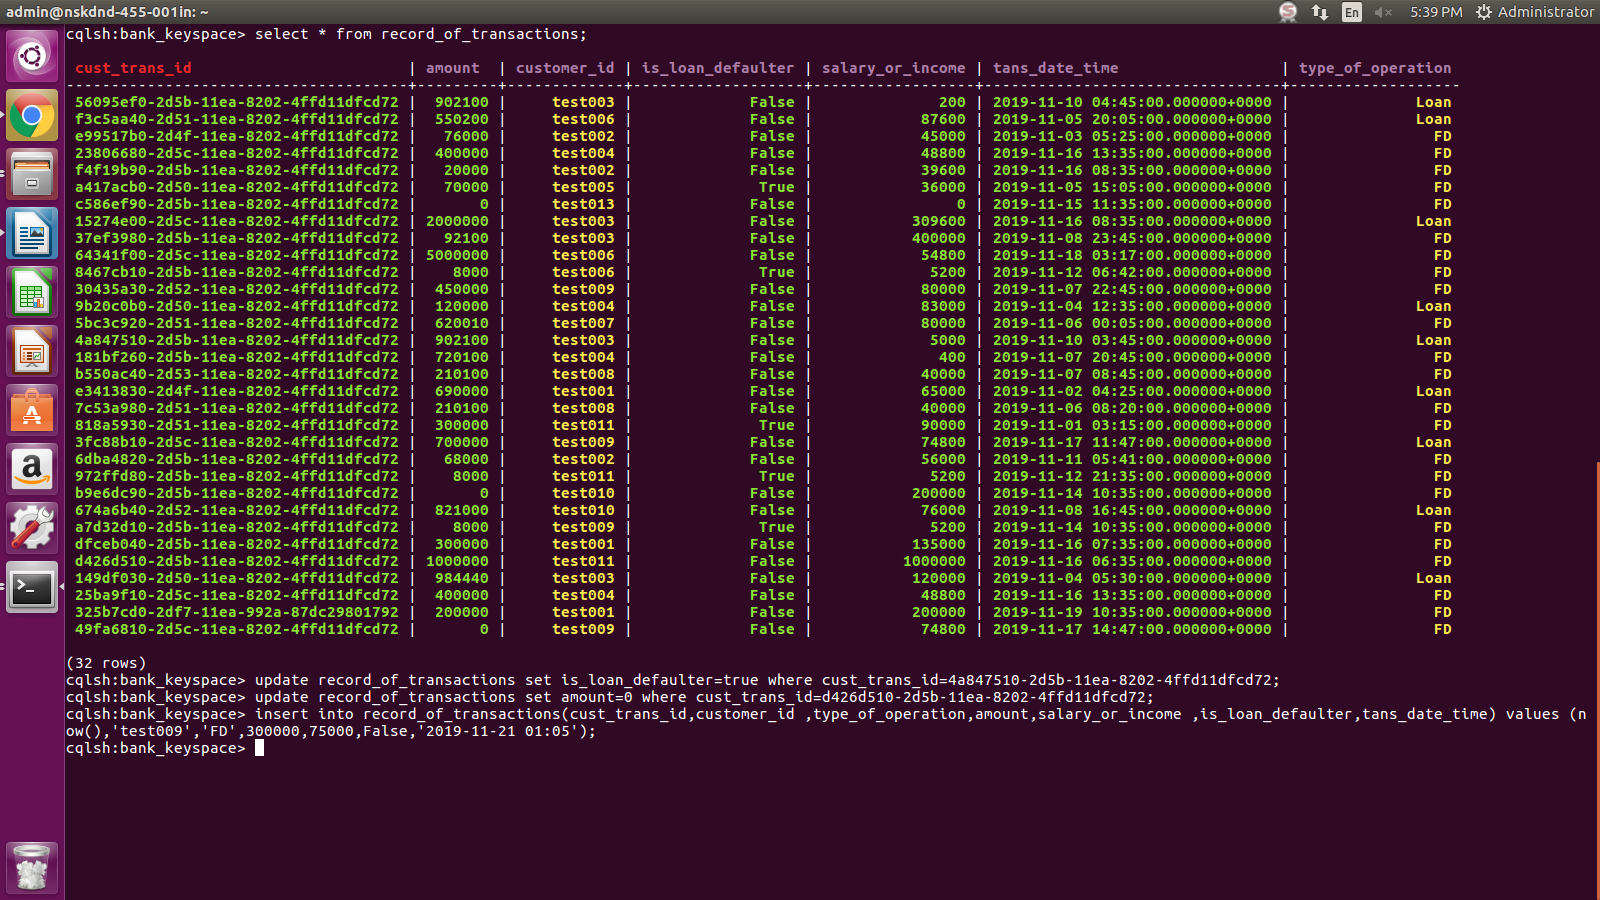 admin@nskdnd-455-001in: ~
En
5:39 PM
Administrator
cqlsh:bank_keyspace> select * from record_of_transactions;
cust_trans_id | amount | customer_id | is_loan_defaulter | salary_or_income | tans_date_time | type_of_operation
--------------------------------------+---------+-------------+-------------------+------------------+---------------------------------+-------------------
56095ef0-2d5b-11ea-8202-4ffd11dfcd72 | 902100 | test003 | False | 200 | 2019-11-10 04:45:00.000000+0000 | Loan
f3c5aa40-2d51-11ea-8202-4ffd11dfcd72 | 550200 | test006 | False | 87600 | 2019-11-05 20:05:00.000000+0000 | Loan
e99517b0-2d4f-11ea-8202-4ffd11dfcd72 | 76000 | test002 | False | 45000 | 2019-11-03 05:25:00.000000+0000 | FD
23806680-2d5c-11ea-8202-4ffd11dfcd72 | 400000 | test004 | False | 48800 | 2019-11-16 13:35:00.000000+0000 | FD
f4f19b90-2d5b-11ea-8202-4ffd11dfcd72 | 20000 | test002 | False | 39600 | 2019-11-16 08:35:00.000000+0000 | FD
a417acb0-2d50-11ea-8202-4ffd11dfcd72 | 70000 | test005 | True | 36000 | 2019-11-05 15:05:00.000000+0000 | FD
c586ef90-2d5b-11ea-8202-4ffd11dfcd72 | 0 | test013 | False | 0 | 2019-11-15 11:35:00.000000+0000 | FD
15274e00-2d5c-11ea-8202-4ffd11dfcd72 | 2000000 | test003 | False | 309600 | 2019-11-16 08:35:00.000000+0000 | Loan
37ef3980-2d5b-11ea-8202-4ffd11dfcd72 | 92100 | test003 | False | 400000 | 2019-11-08 23:45:00.000000+0000 | FD
64341f00-2d5c-11ea-8202-4ffd11dfcd72 | 5000000 | test006 | False | 54800 | 2019-11-18 03:17:00.000000+0000 | FD
8467cb10-2d5b-11ea-8202-4ffd11dfcd72 | 8000 | test006 | True | 5200 | 2019-11-12 06:42:00.000000+0000 | FD
30435a30-2d52-11ea-8202-4ffd11dfcd72 | 450000 | test009 | False | 80000 | 2019-11-07 22:45:00.000000+0000 | FD
9b20c0b0-2d50-11ea-8202-4ffd11dfcd72 | 120000 | test004 | False | 83000 | 2019-11-04 12:35:00.000000+0000 | Loan
5bc3c920-2d51-11ea-8202-4ffd11dfcd72 | 620010 | test007 | False | 80000 | 2019-11-06 00:05:00.000000+0000 | FD
4a847510-2d5b-11ea-8202-4ffd11dfcd72 | 902100 | test003 | False | 5000 | 2019-11-10 03:45:00.000000+0000 | Loan
181bf260-2d5b-11ea-8202-4ffd11dfcd72 | 720100 | test004 | False | 400 | 2019-11-07 20:45:00.000000+0000 | FD
b550ac40-2d53-11ea-8202-4ffd11dfcd72 | 210100 | test008 | False | 40000 | 2019-11-07 08:45:00.000000+0000 | FD
e3413830-2d4f-11ea-8202-4ffd11dfcd72 | 690000 | test001 | False | 65000 | 2019-11-02 04:25:00.000000+0000 | Loan
7c53a980-2d51-11ea-8202-4ffd11dfcd72 | 210100 | test008 | False | 40000 | 2019-11-06 08:20:00.000000+0000 | FD
818a5930-2d51-11ea-8202-4ffd11dfcd72 | 300000 | test011 | True | 90000 | 2019-11-01 03:15:00.000000+0000 | FD
3fc88b10-2d5c-11ea-8202-4ffd11dfcd72 | 700000 | test009 | False | 74800 | 2019-11-17 11:47:00.000000+0000 | Loan
6dba4820-2d5b-11ea-8202-4ffd11dfcd72 | 68000 | test002 | False | 56000 | 2019-11-11 05:41:00.000000+0000 | FD
972ffd80-2d5b-11ea-8202-4ffd11dfcd72 | 8000 | test011 | True | 5200 | 2019-11-12 21:35:00.000000+0000 | FD
b9e6dc90-2d5b-11ea-8202-4ffd11dfcd72 | 0 | test010 | False | 200000 | 2019-11-14 10:35:00.000000+0000 | FD
674a6b40-2d52-11ea-8202-4ffd11dfcd72 | 821000 | test010 | False | 76000 | 2019-11-08 16:45:00.000000+0000 | Loan
a7d32d10-2d5b-11ea-8202-4ffd11dfcd72 | 8000 | test009 | True | 5200 | 2019-11-14 10:35:00.000000+0000 | FD
dfceb040-2d5b-11ea-8202-4ffd11dfcd72 | 300000 | test001 | False | 135000 | 2019-11-16 07:35:00.000000+0000 | FD
d426d510-2d5b-11ea-8202-4ffd11dfcd72 | 1000000 | test011 | False | 1000000 | 2019-11-16 06:35:00.000000+0000 | FD
149df030-2d50-11ea-8202-4ffd11dfcd72 | 984440 | test003 | False | 120000 | 2019-11-04 05:30:00.000000+0000 | Loan
25ba9f10-2d5c-11ea-8202-4ffd11dfcd72 | 400000 | test004 | False | 48800 | 2019-11-16 13:35:00.000000+0000 | FD
325b7cd0-2df7-11ea-992a-87dc29801792 | 200000 | test001 | False | 200000 | 2019-11-19 10:35:00.000000+0000 | FD
49fa6810-2d5c-11ea-8202-4ffd11dfcd72 | 0 | test009 | False | 74800 | 2019-11-17 14:47:00.000000+0000 | FD
(32 rows)
cqlsh:bank_keyspace> update record_of_transactions set is_loan_defaulter=true where cust_trans_id=4a847510-2d5b-11ea-8202-4ffd11dfcd72;
cqlsh:bank_keyspace> update record_of_transactions set amount=0 where cust_trans_id=d426d510-2d5b-11ea-8202-4ffd11dfcd72;
cqlsh:bank_keyspace> insert into record_of_transactions(cust_trans_id,customer_id ,type_of_operation,amount,salary_or_income ,is_loan_defaulter,tans_date_time) values (n
ow(),'test009','FD',300000,75000,False,'2019-11-21 01:05');
cqlsh:bank_keyspace>